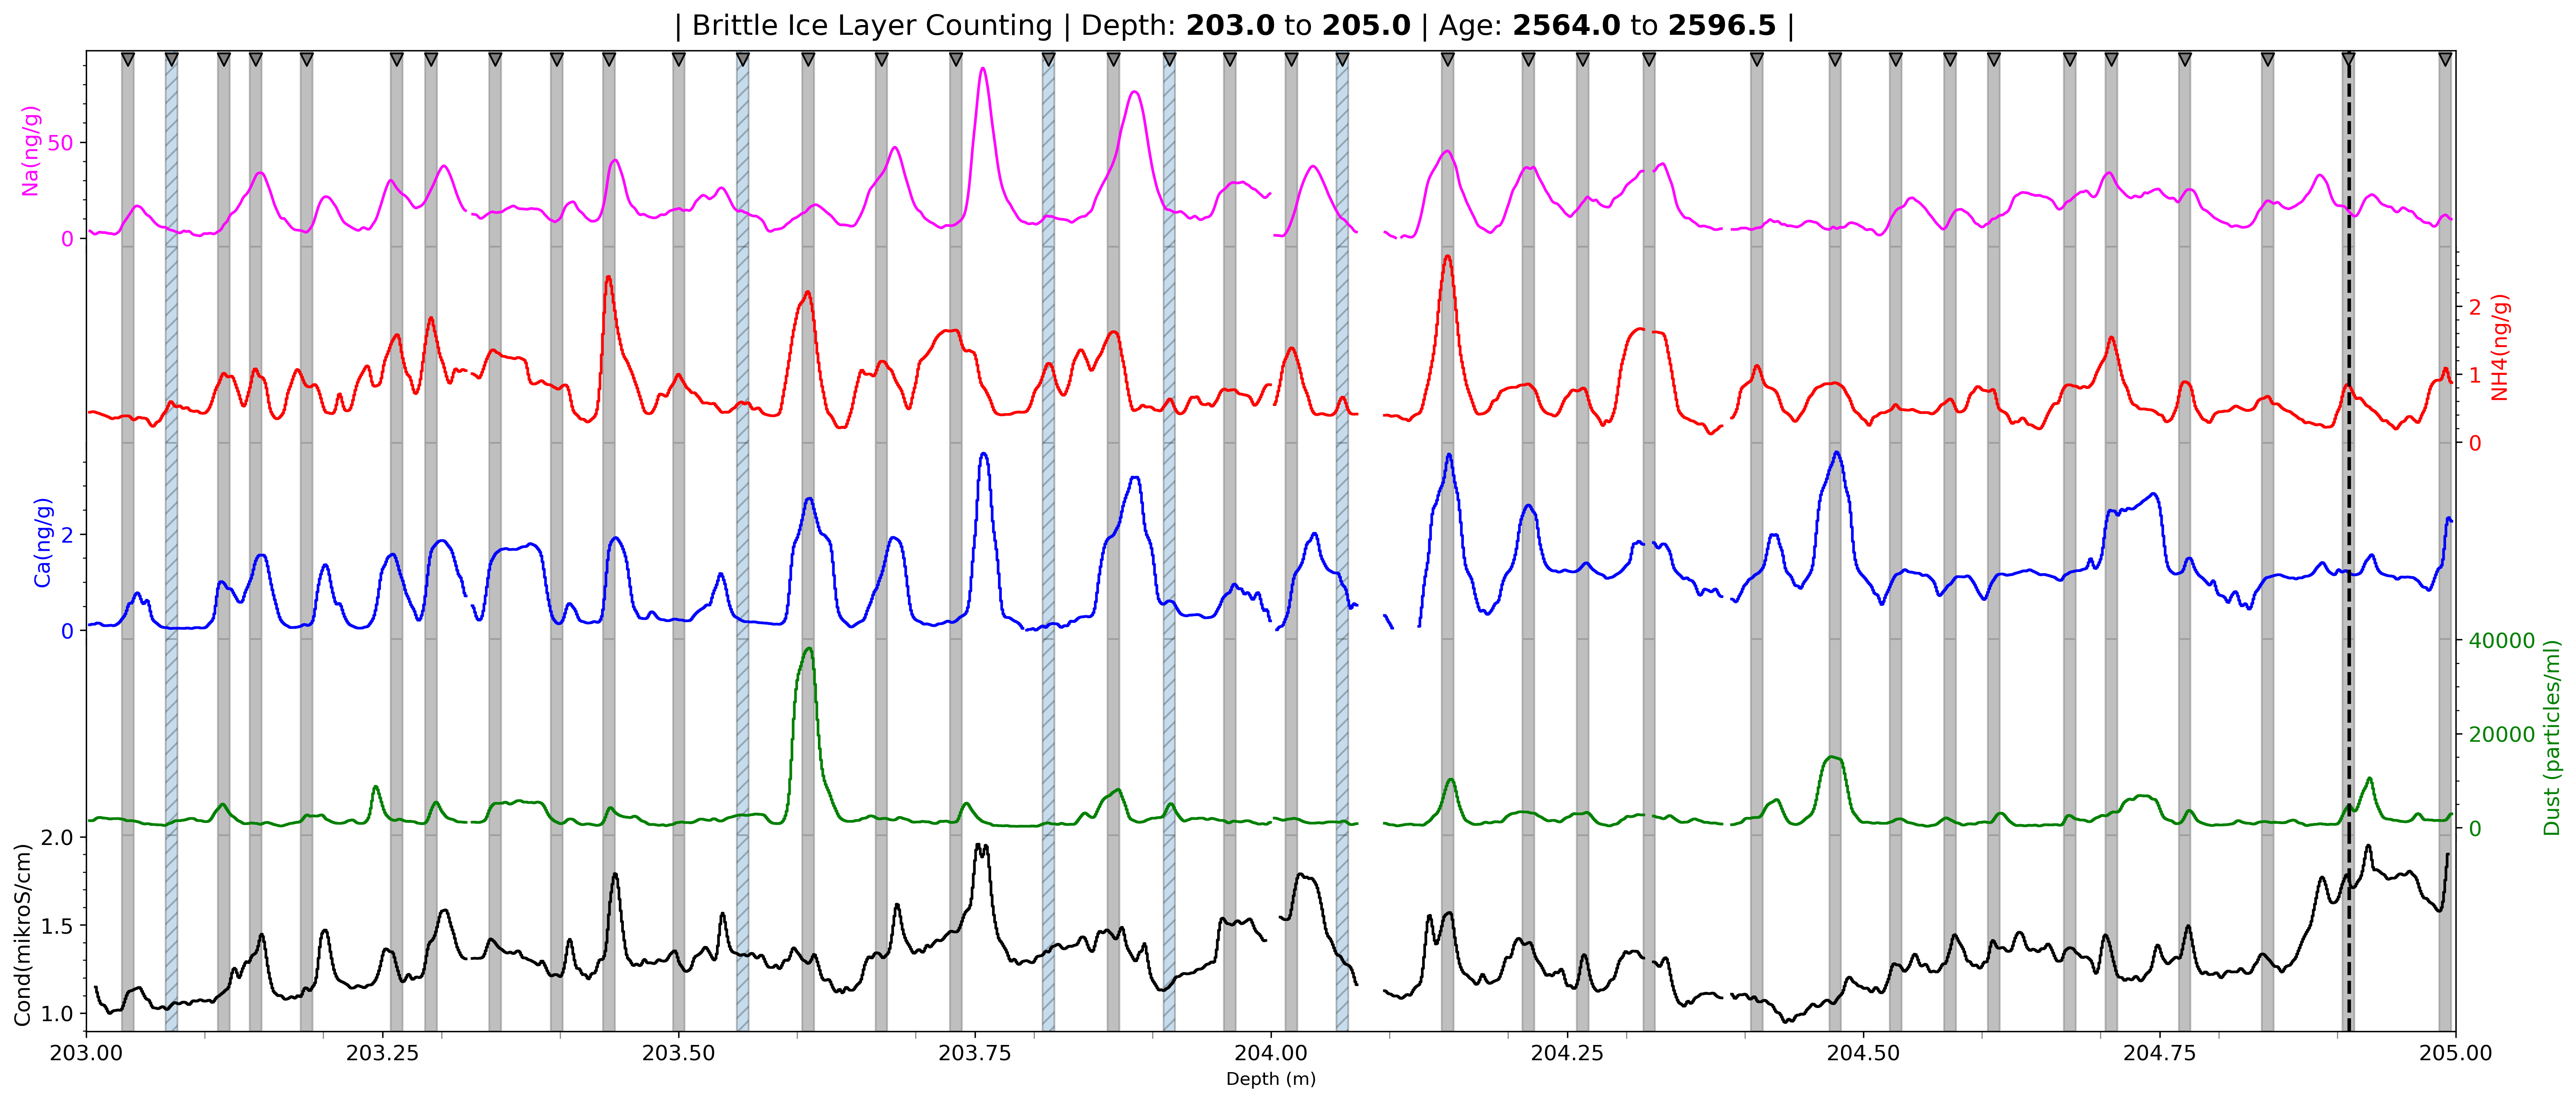 | Brittle Ice Layer Counting | Depth: 203.0 to 205.0 | Age: 2564.0 to 2596.5 |
Na(ng/g)
50
0
2
1
0
NH4(ng/g)
Ca(ng/g)
2
0
40000
20000
0
Dust (particles/ml)
Cond(mikroS/cm)
2.0
1.5
1.0
203.00 203.25 203.50 203.75 204.00 204.25 204.50 204.75 205.00
Depth (m)